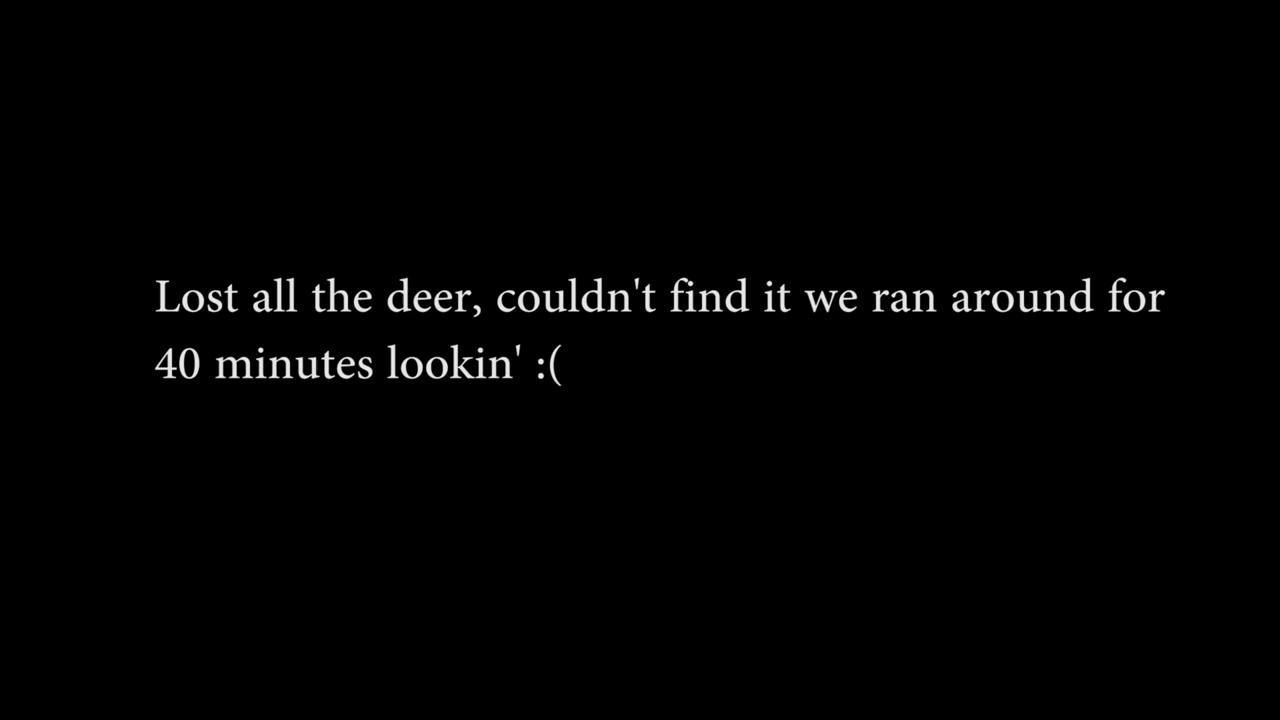 Lost all the deer, couldn't find it we ran around for
40 minutes lookin' :(